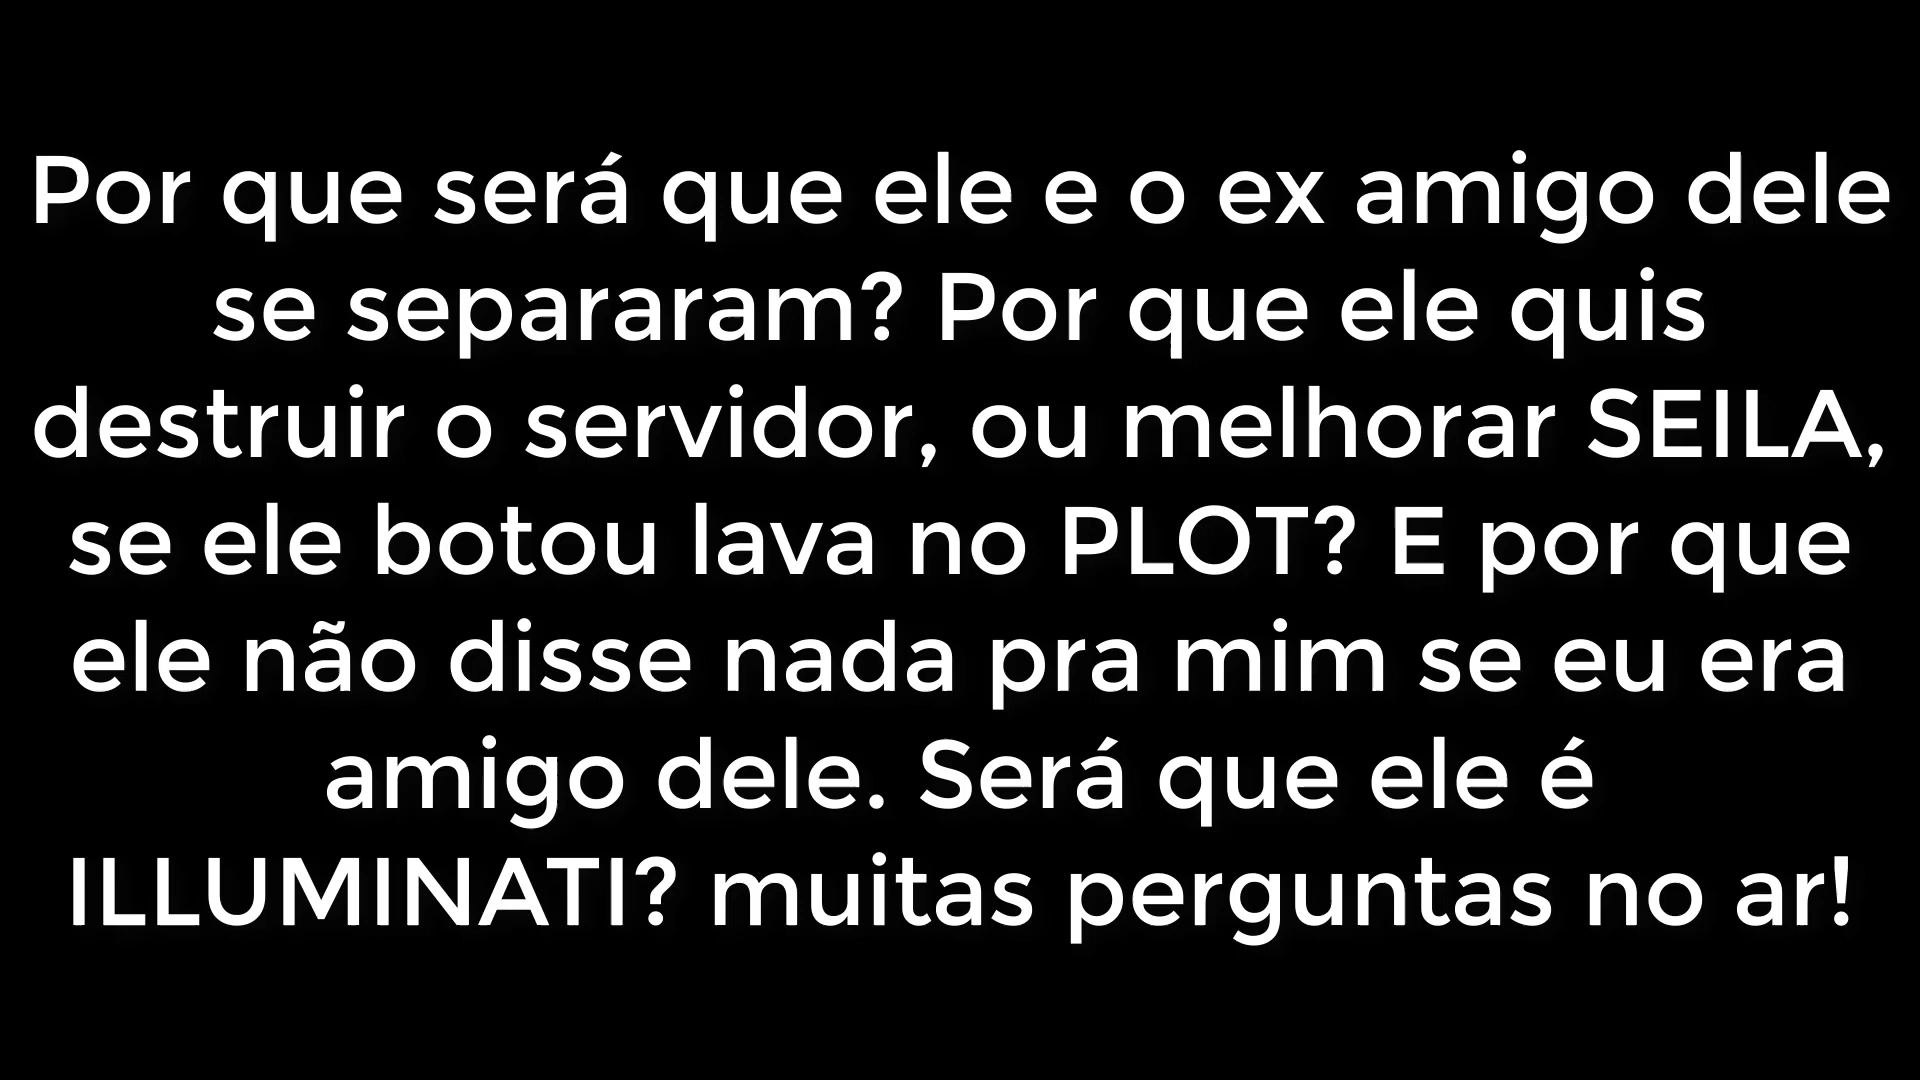 Por que será que ele e o ex amigo dele
se separaram? Por que ele quis
destruir o servidor, ou melhorar SEILA,
se ele botou lava no PLOT? E por que
ele não disse nada pra mim se eu era
amigo dele. Será que ele é
ILLUMINATI? muitas perguntas no ar!